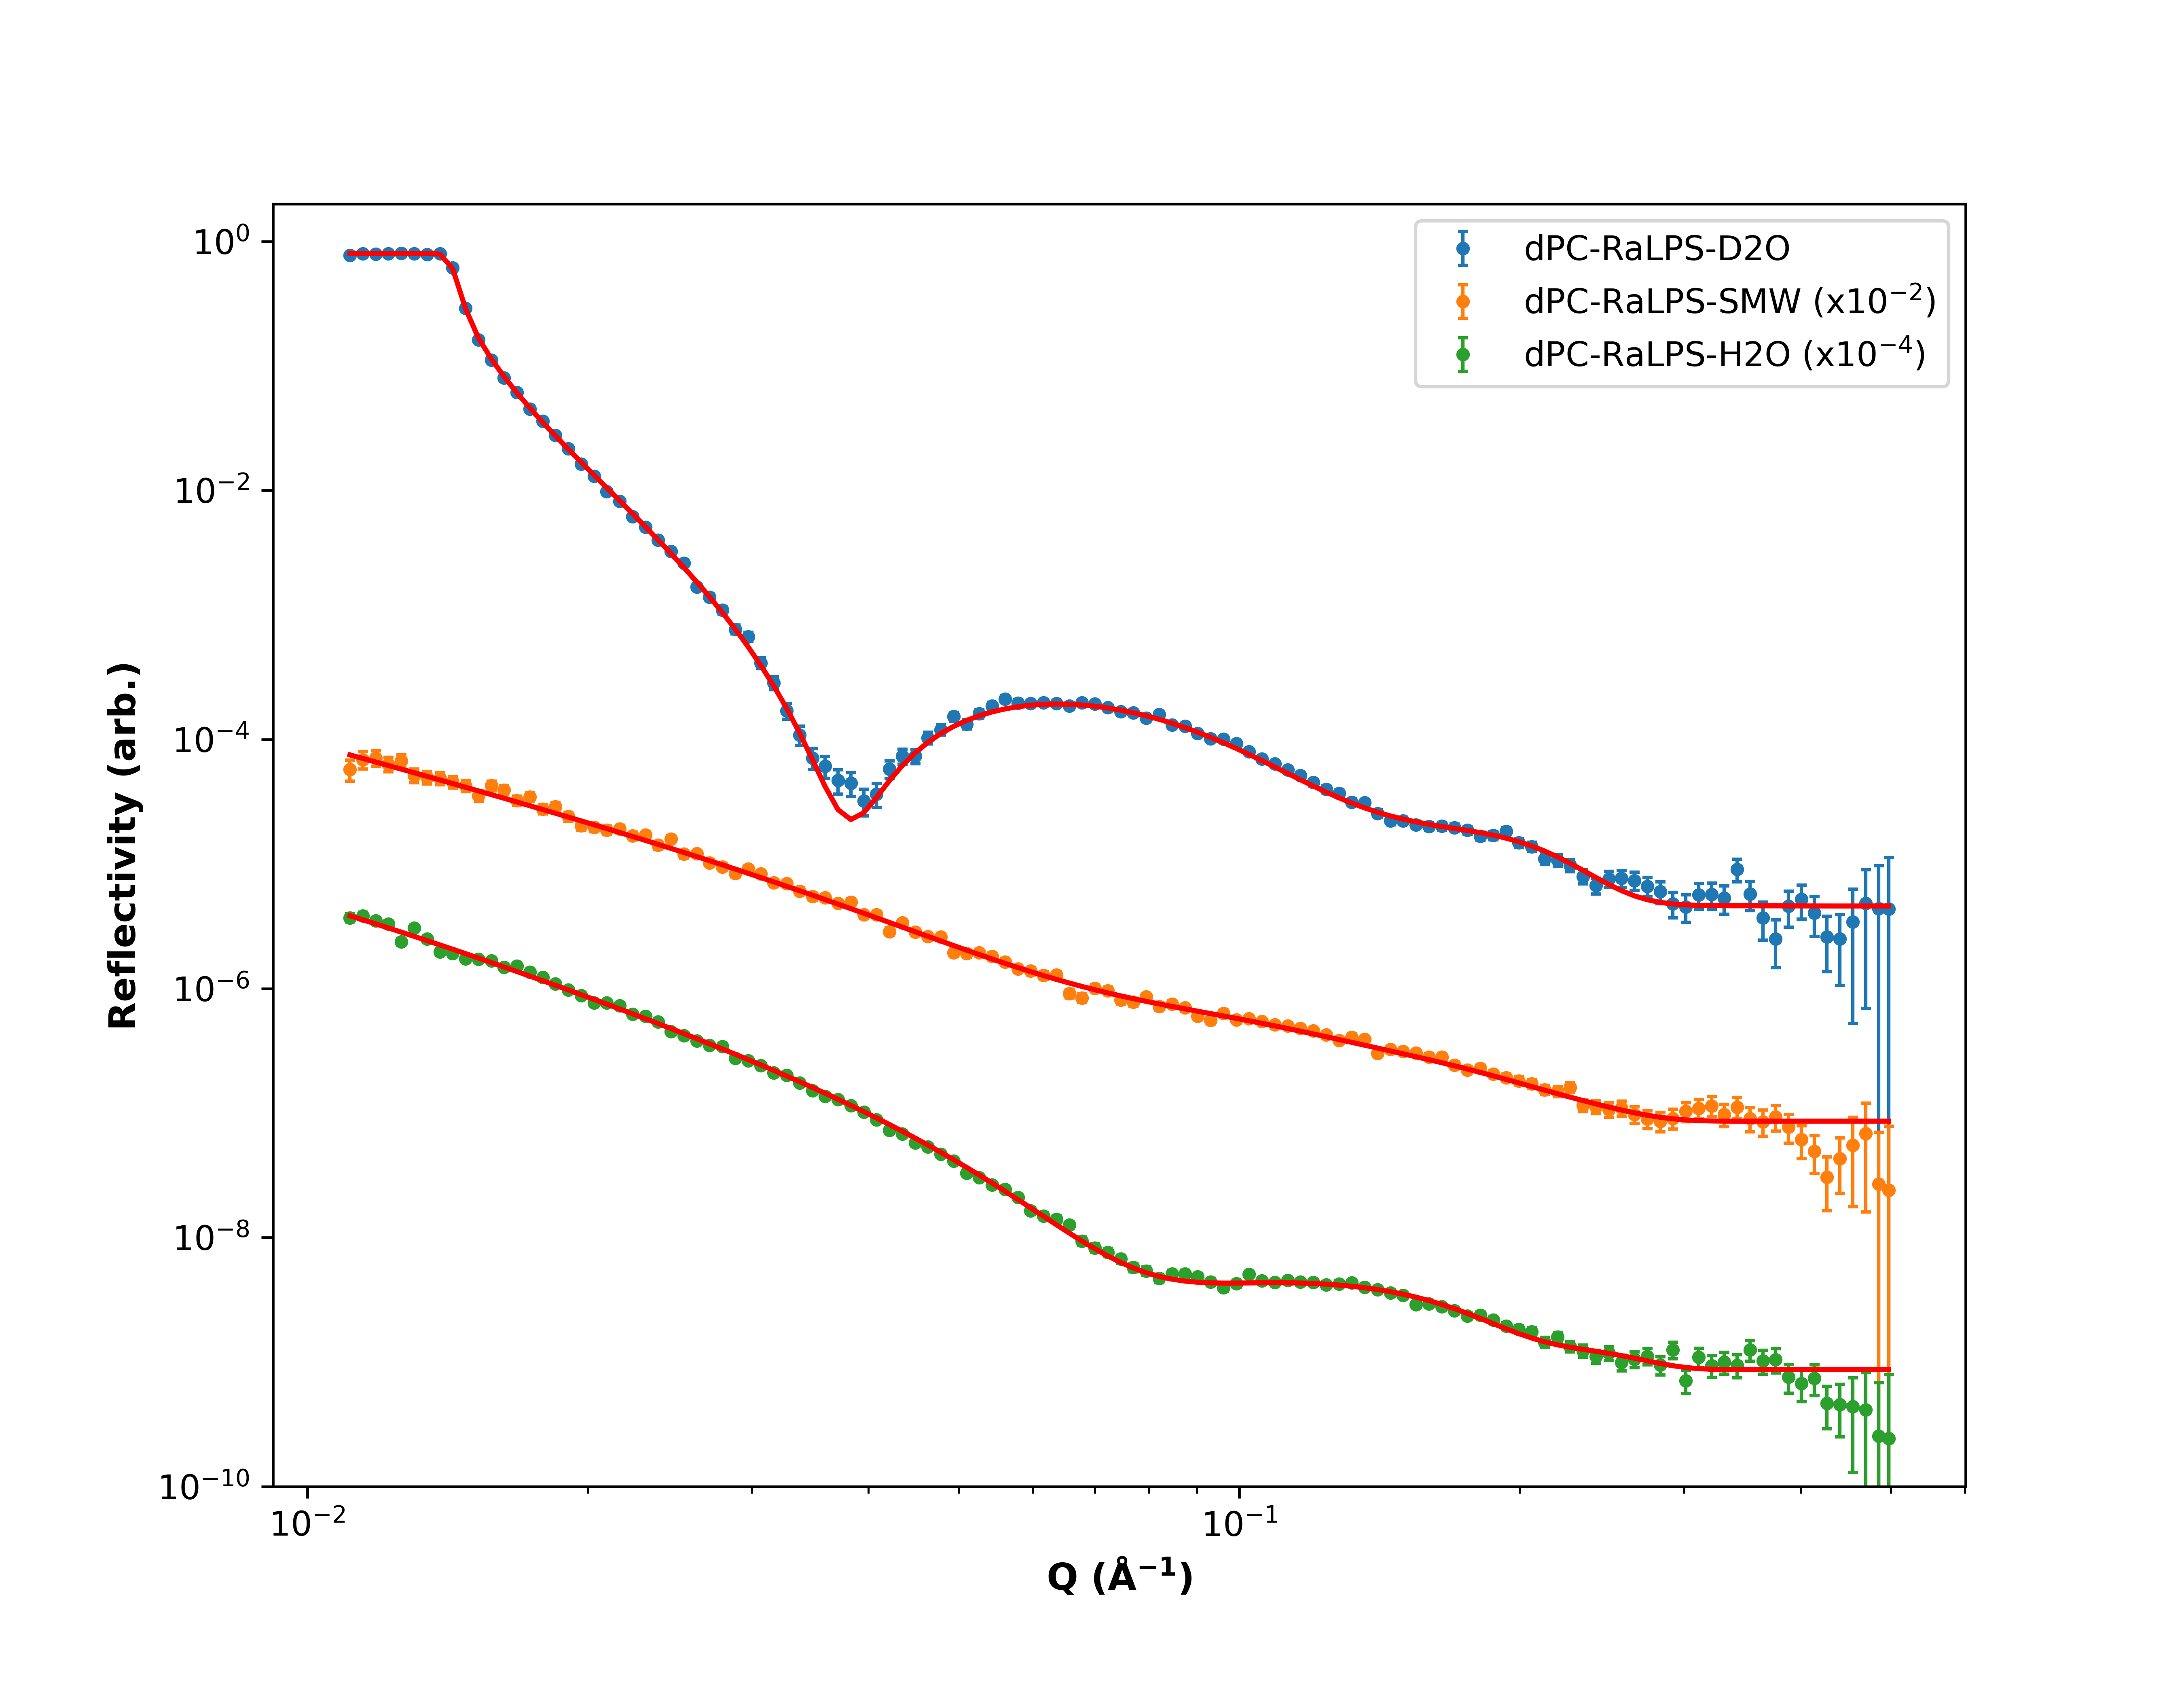 dPC-RaLPS-D2O
dPC-RaLPS-SMW (x10⁻²)
dPC-RaLPS-H2O (x10⁻⁴)
Reflectivity (arb.)
10⁰
10⁻²
10⁻⁴
10⁻⁶
10⁻⁸
10⁻¹⁰
10⁻² 10⁻¹
Q (Å⁻¹)